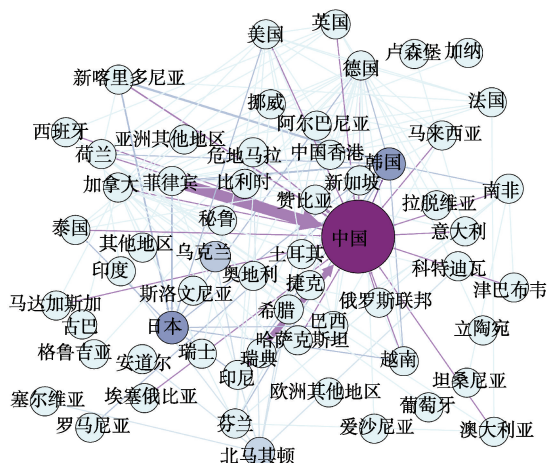 英国
美国
卢森堡
加纳
德国
新喀里多尼亚
挪威
法国
阿尔巴尼亚
西班牙
亚洲其他地区
马来西亚
荷兰
危地马拉
中国香港
韩国
加拿大
菲律宾
比利时
新加坡
南非
赞比亚
拉脱维亚
秘鲁
泰国
中国
意大利
其他地区
乌克兰
土耳其
印度
奥地利
科特迪瓦
捷克
津巴布韦
斯洛文尼亚
马达加斯加
俄罗斯联邦
希腊
古巴
日本
巴西
立陶宛
哈萨克斯坦
格鲁吉亚
安道尔
瑞士
瑞典
越南
印尼
坦桑尼亚
塞尔维亚
埃塞俄比亚
欧洲其他地区
葡萄牙
罗马尼亚
芬兰
爱沙尼亚
澳大利亚
北马其顿